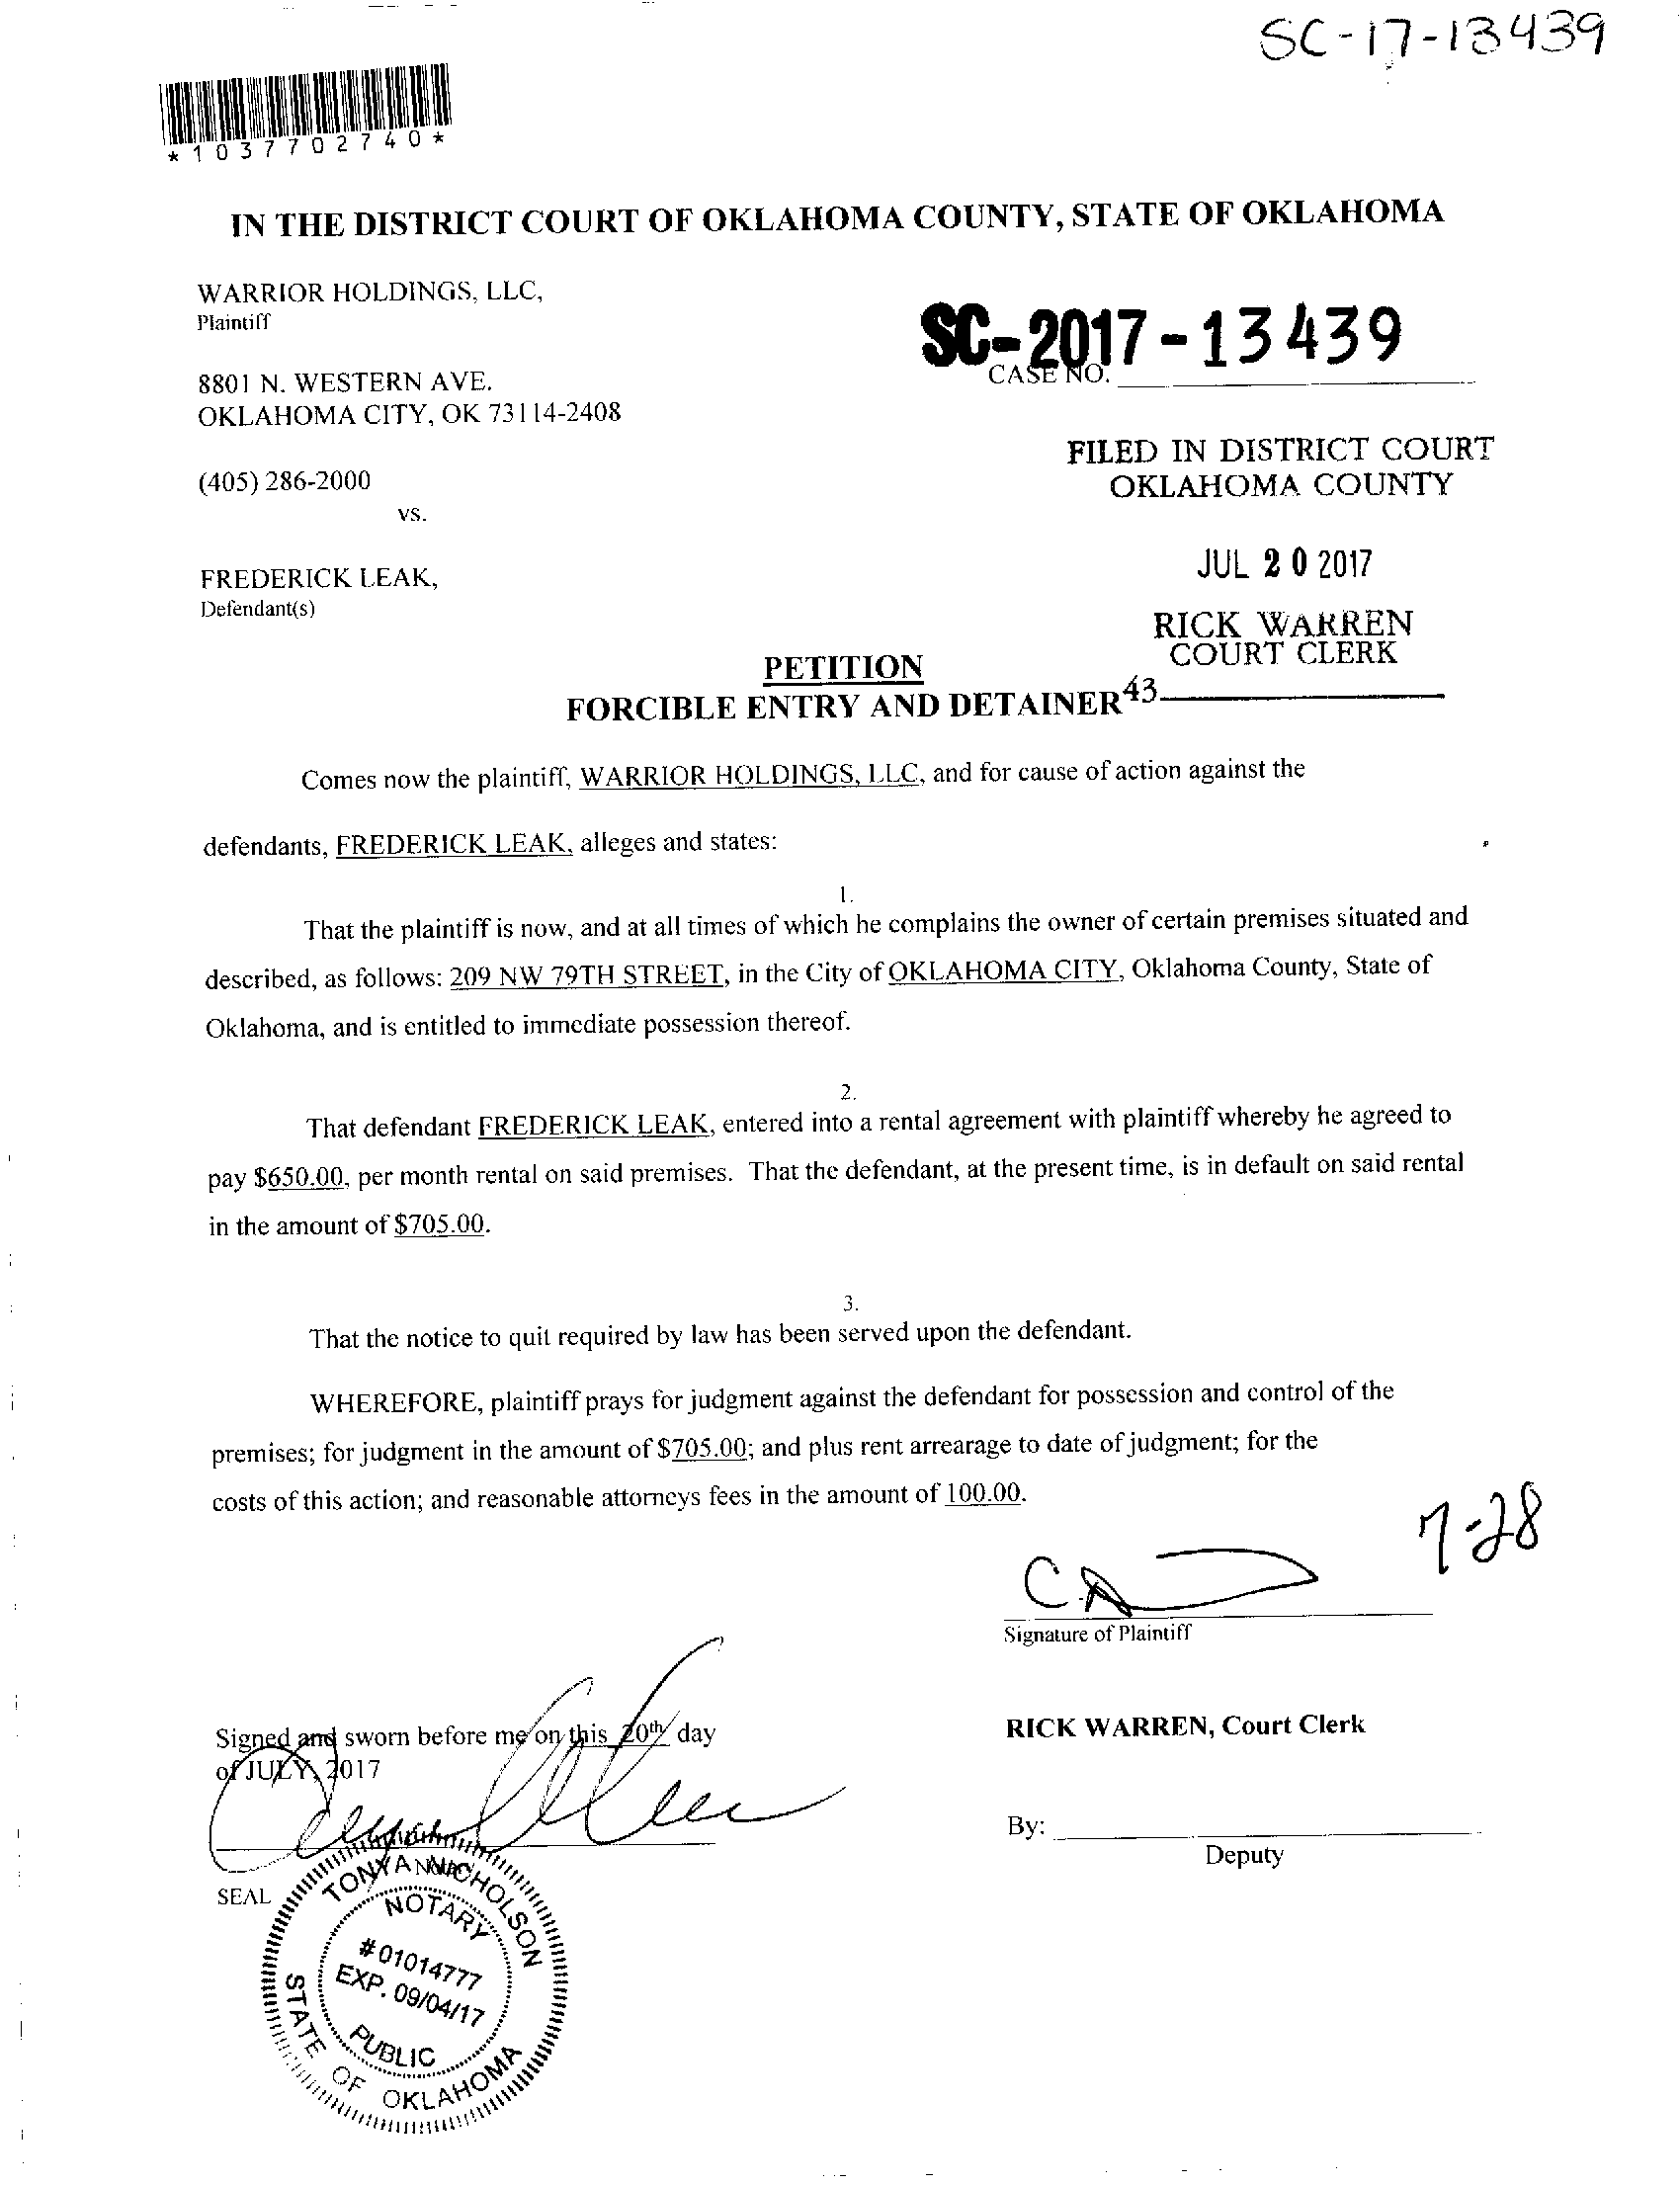 SC-17-13439
*1037702740*
IN THE DISTRICT COURT OF OKLAHOMA COUNTY, STATE OF OKLAHOMA
WARRIOR HOLDINGS, LLC,
Plaintiff
SC-2017-13439
CASE NO.
8801 N. WESTERN AVE.
OKLAHOMA CITY, OK 73114-2408
FILED IN DISTRICT COURT
OKLAHOMA COUNTY
(405) 286-2000
vs.
JUL 20 2017
FREDERICK LEAK,
Defendant(s)
RICK WARREN
COURT CLERK
43
PETITION
FORCIBLE ENTRY AND DETAINER
Comes now the plaintiff, WARRIOR HOLDINGS, LLC, and for cause of action against the
defendants, FREDERICK LEAK, alleges and states:
1.
That the plaintiff is now, and at all times of which he complains the owner of certain premises situated and
described, as follows: 209 NW 79TH STREET, in the City of OKLAHOMA CITY, Oklahoma County, State of
Oklahoma, and is entitled to immediate possession thereof.
2.
That defendant FREDERICK LEAK, entered into a rental agreement with plaintiff whereby he agreed to
pay $650.00, per month rental on said premises. That the defendant, at the present time, is in default on said rental
in the amount of $705.00.
3.
That the notice to quit required by law has been served upon the defendant.
WHEREFORE, plaintiff prays for judgment against the defendant for possession and control of the
premises; for judgment in the amount of $705.00; and plus rent arrearage to date of judgment; for the
costs of this action; and reasonable attorneys fees in the amount of 100.00.
7-28
Signature of Plaintiff
Signed and sworn before me on this 20th day
of JULY, 2017
RICK WARREN, Court Clerk
By:
Deputy
SEAL
TONYA NICHOLSON
NOTARY
#01014777
EXP. 09/04/17
PUBLIC
STATE OF OKLAHOMA